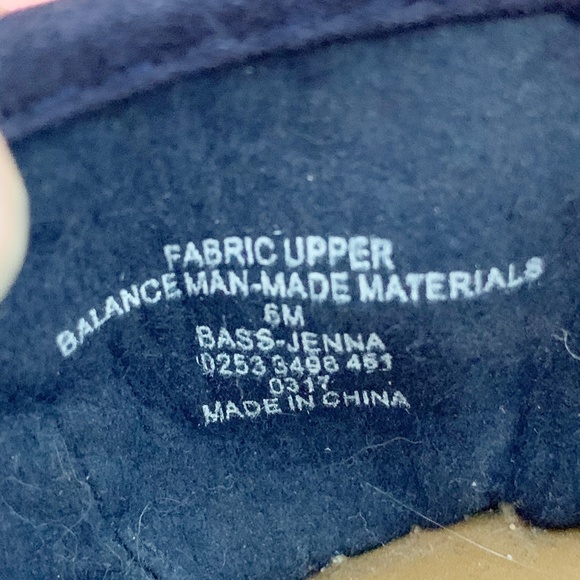 FABRIC UPPER
BALANCE MAN-MADE MATERIALS
6M
BASS-JENNA
0253 3498 451
0317
MADE IN CHINA